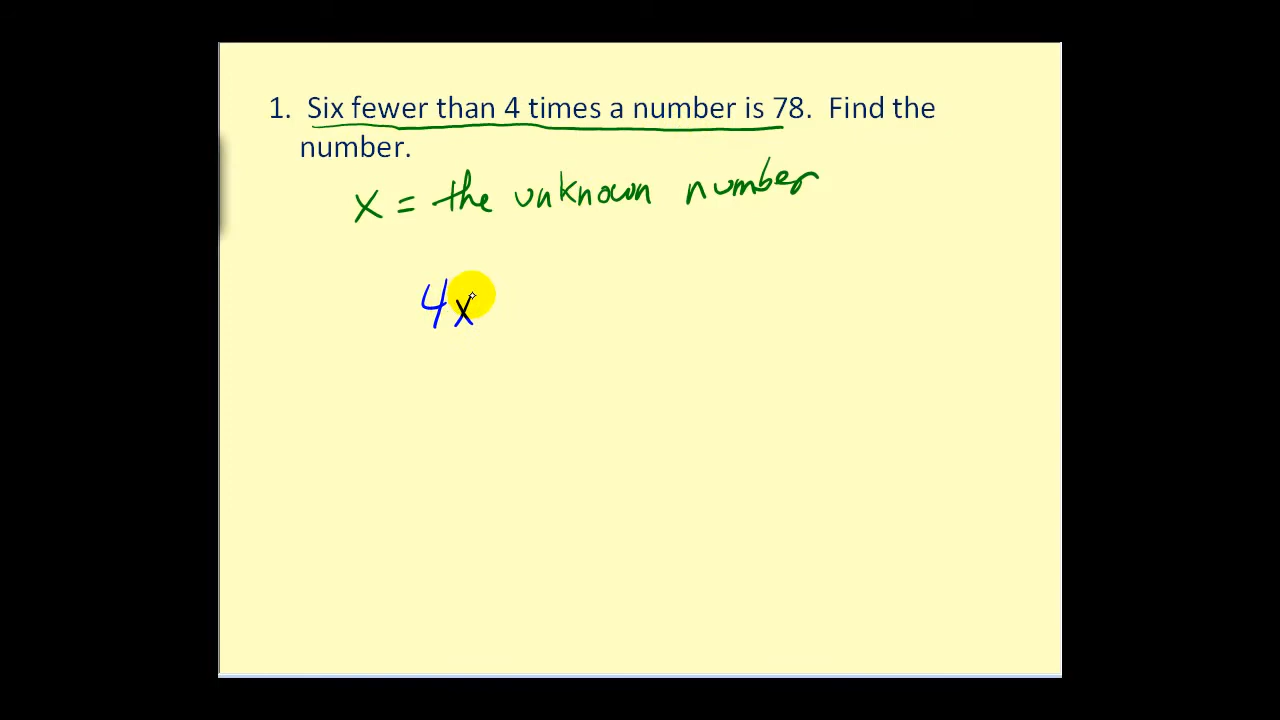 1. Six fewer than 4 times a number is 78. Find the
number.
x = the unknown number
4x